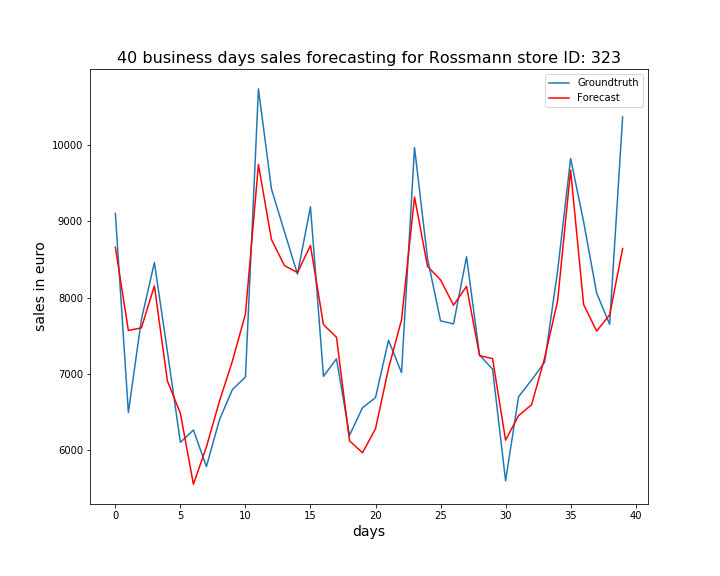 40 business days sales forecasting for Rossmann store ID: 323
Groundtruth
Forecast
sales in euro
10000
9000
8000
7000
6000
0 5 10 15 20 25 30 35 40
days